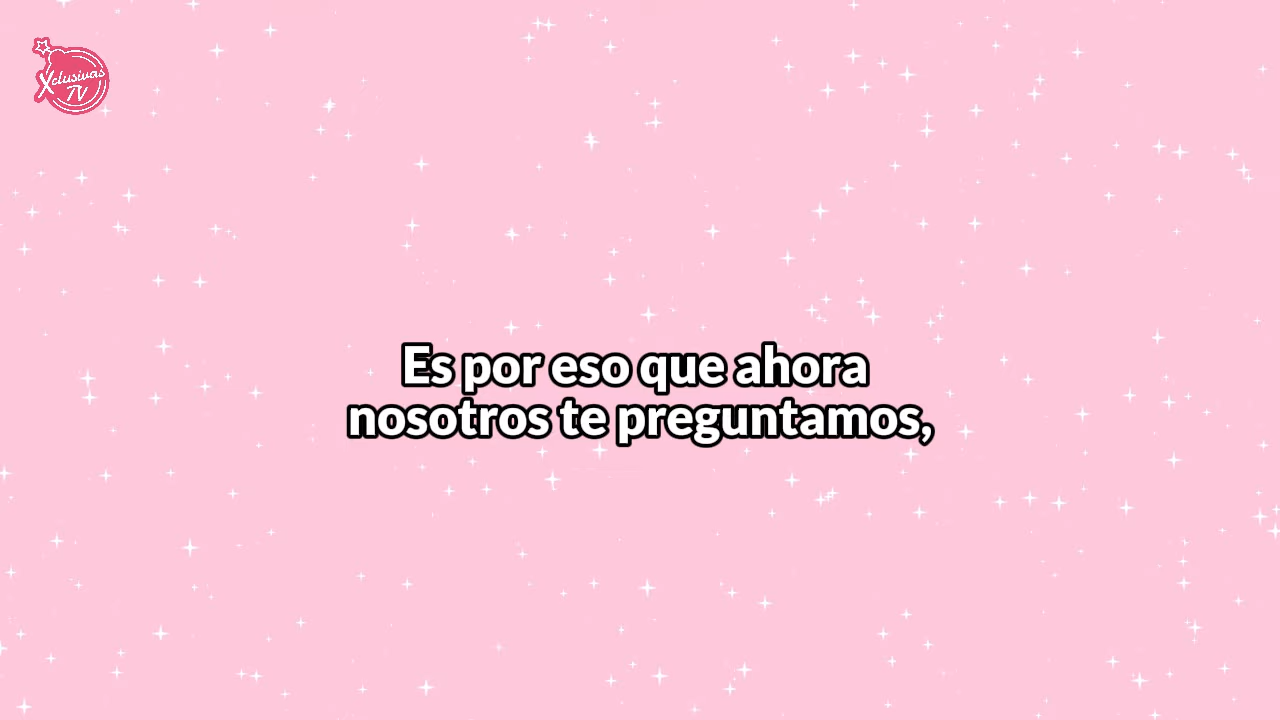 Xclusivas
TV
Es por eso que ahora
nosotros te preguntamos,